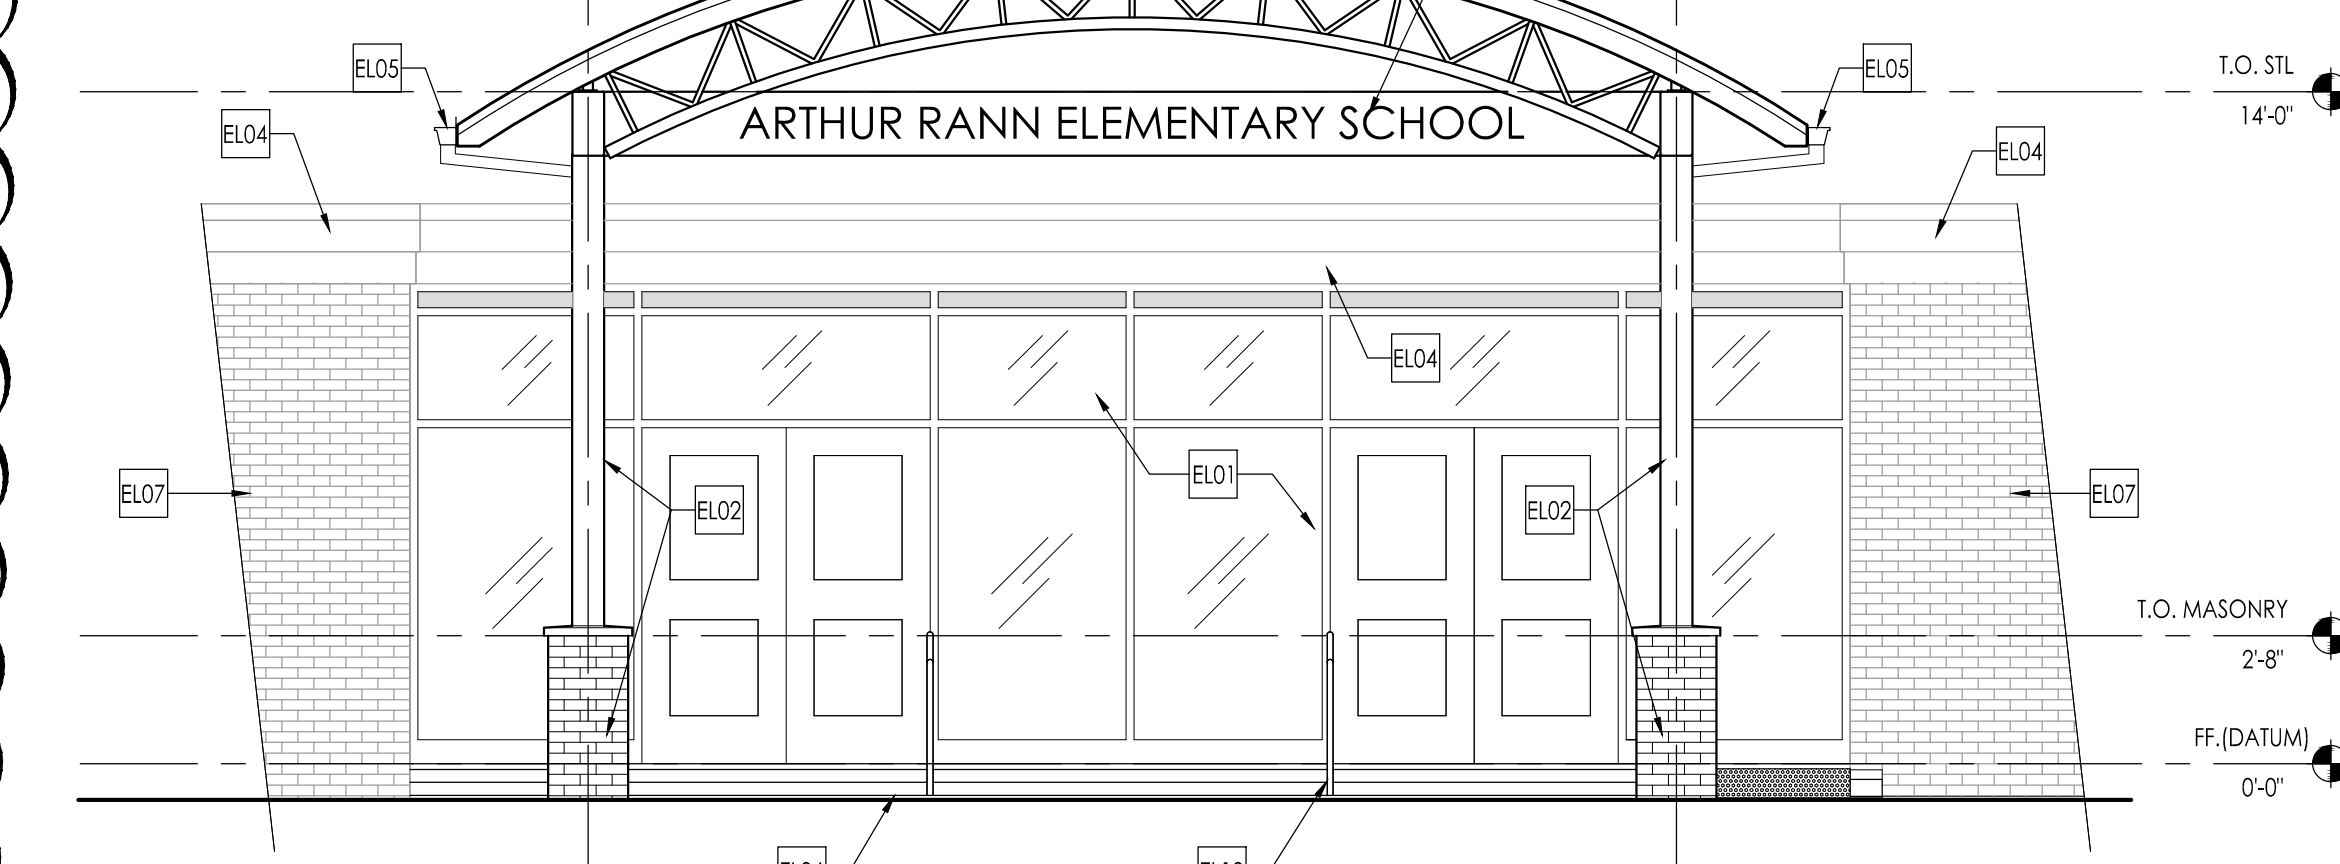 EL05
EL05
T.O. STL
14'-0"
ARTHUR RANN ELEMENTARY SCHOOL
EL04
EL04
EL04
EL01
EL07
EL02
EL02
EL07
T.O. MASONRY
2'-8"
FF.(DATUM)
0'-0"